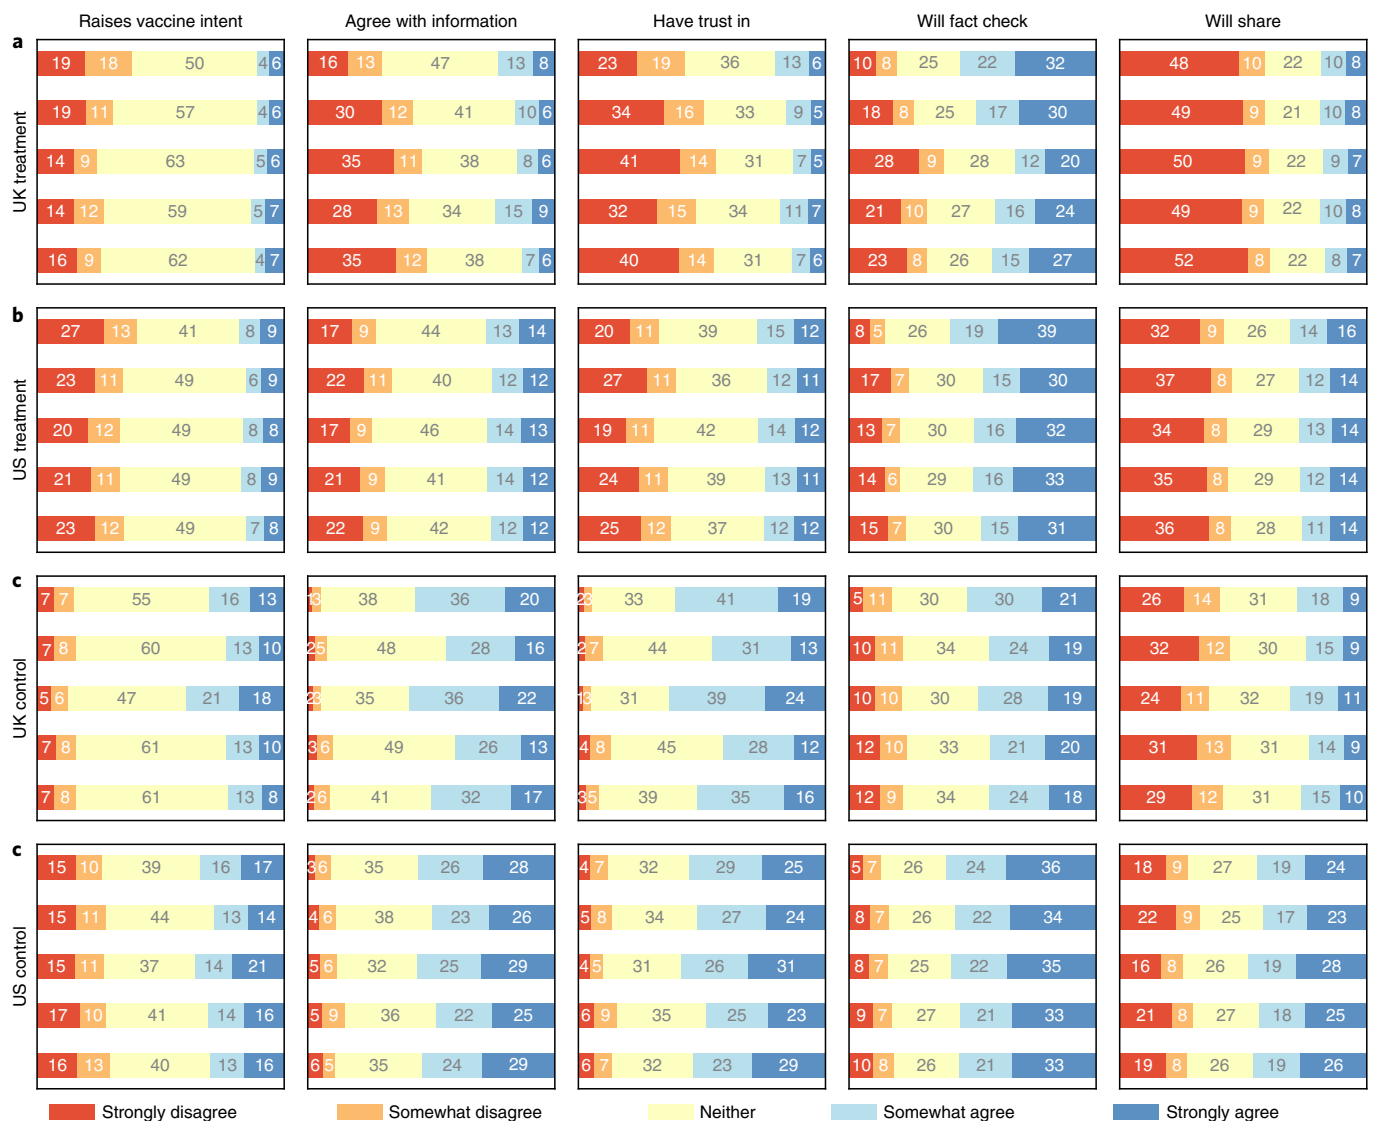 Raises vaccine intent Agree with information Have trust in Will fact check Will share
a
UK treatment
19 18 50 4 6 16 13 47 13 8 23 19 36 13 6 10 8 25 22 32 48 10 22 10 8
19 11 57 4 6 30 12 41 10 6 34 16 33 9 5 18 8 25 17 30 49 9 21 10 8
14 9 63 5 6 35 11 38 8 6 41 14 31 7 5 28 9 28 12 20 50 9 22 9 7
14 12 59 5 7 28 13 34 15 9 32 15 34 11 7 21 10 27 16 24 49 9 22 10 8
16 9 62 4 7 35 12 38 7 6 40 14 31 7 6 23 8 26 15 27 52 8 22 8 7
b
US treatment
27 13 41 8 9 17 9 44 13 14 20 11 39 15 12 8 5 26 19 39 32 9 26 14 16
23 11 49 6 9 22 11 40 12 12 27 11 36 12 11 17 7 30 15 30 37 8 27 12 14
20 12 49 8 8 17 9 46 14 13 19 11 42 14 12 13 7 30 16 32 34 8 29 13 14
21 11 49 8 9 21 9 41 14 12 24 11 39 13 11 14 6 29 16 33 35 8 29 12 14
23 12 49 7 8 22 9 42 12 12 25 12 37 12 12 15 7 30 15 31 36 8 28 11 14
c
UK control
7 7 55 16 13 1 3 38 36 20 2 3 33 41 19 5 11 30 30 21 26 14 31 18 9
7 8 60 13 10 2 5 48 28 16 2 7 44 31 13 10 11 34 24 19 32 12 30 15 9
5 6 47 21 18 2 3 35 36 22 1 3 31 39 24 10 10 30 28 19 24 11 32 19 11
7 8 61 13 10 3 6 49 26 13 4 8 45 28 12 12 10 33 21 20 31 13 31 14 9
7 8 61 13 8 2 6 41 32 17 3 5 39 35 16 12 9 34 24 18 29 12 31 15 10
c
US control
15 10 39 16 17 3 6 35 26 28 4 7 32 29 25 5 7 26 24 36 18 9 27 19 24
15 11 44 13 14 4 6 38 23 26 5 8 34 27 24 8 7 26 22 34 22 9 25 17 23
15 11 37 14 21 5 6 32 25 29 4 5 31 26 31 8 7 25 22 35 16 8 26 19 28
17 10 41 14 16 5 9 36 22 25 6 9 35 25 23 9 7 27 21 33 21 8 27 18 25
16 13 40 13 16 6 5 35 24 29 6 7 32 23 29 10 8 26 21 33 19 8 26 19 26
Strongly disagree Somewhat disagree Neither Somewhat agree Strongly agree